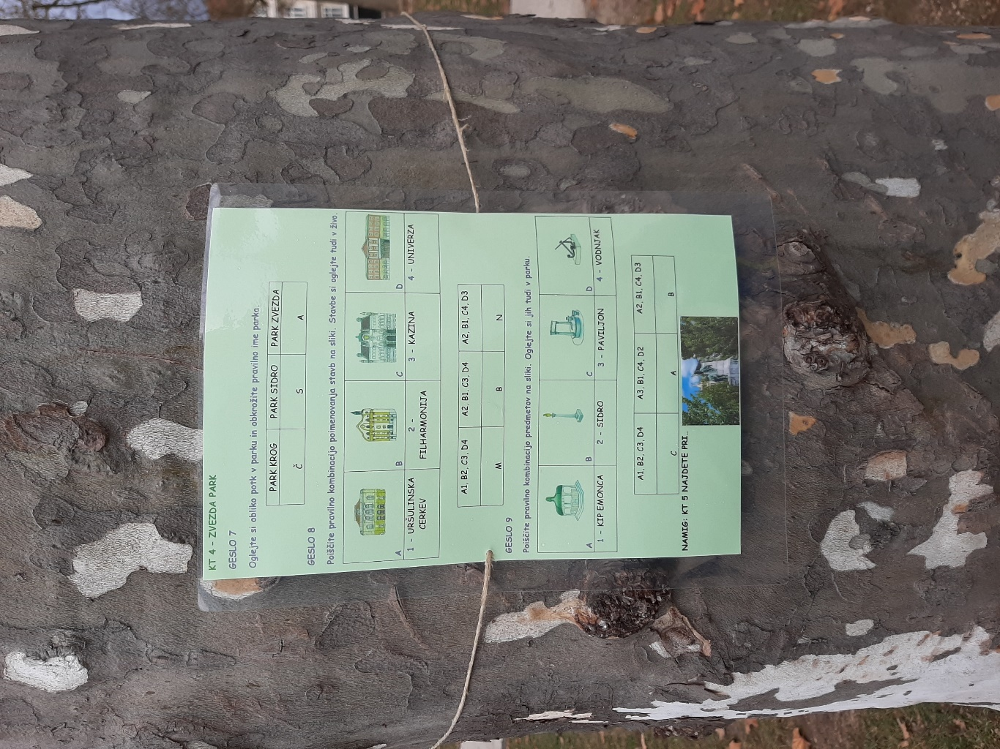 KT 4 - ZVEZDA PARK
GESLO 7
Oglejte si obliko potk v parku in obkrožite pravilno ime parka.
PARK KROG PARK SIDRO PARK ZVEZDA
Č S A
GESLO 8
Poiščite pravilno kombinacijo poimenovanja stavb na sliki. Stavbe si oglejte tudi v živo.
A B C D
1 - URŠULINSKA CERKEV 2 - FILHARMONIJA 3 - KAZINA 4 - UNIVERZA
A1, B2, C3, D4 A2, B1, C3, D4 A2, B1, C4, D3
M B N
GESLO 9
Poiščite pravilno kombinacijo predmetov na sliki. Oglejte si jih tudi v parku.
A B C D
1 - KIP EMONCA 2 - SIDRO 3 - PAVILJON 4 - VODNJAK
A1, B2, C3, D4 A3, B1, C4, D2 A2, B1, C4, D3
C A B
NAMIG: KT 5 NAJDETE PRI...